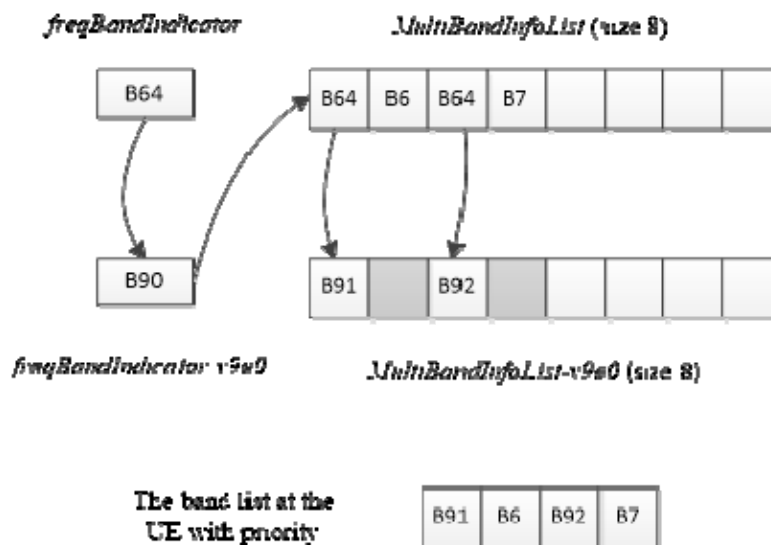 freqBandIndicator
MultiBandInfoList (size 8)
B64
B64 B6 B64 B7
B90
B91 B92
freqBandIndicator-v9e0
MultiBandInfoList-v9e0 (size 8)
The band list at the
UE with priority
B91 B6 B92 B7